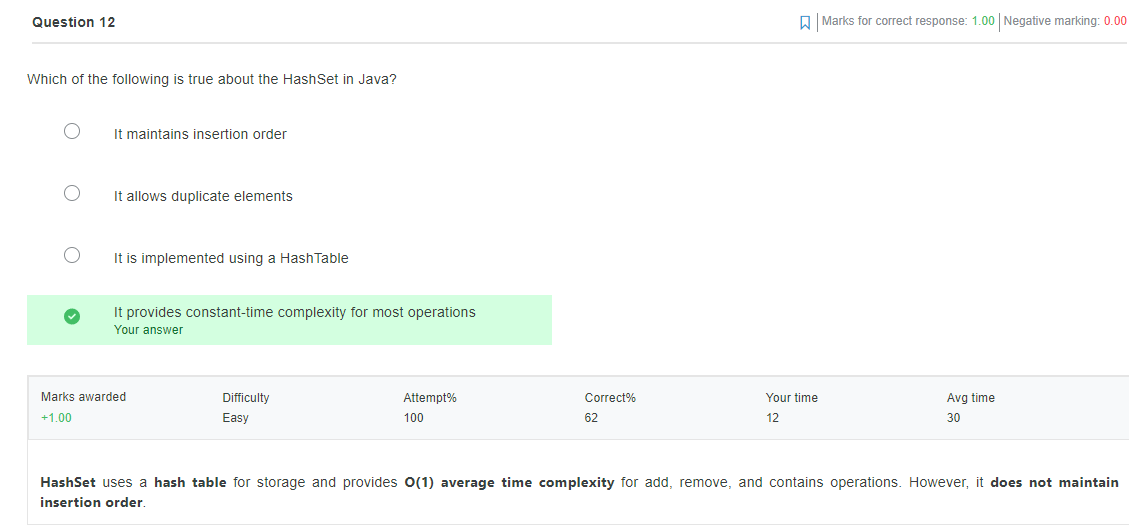 Question 12
Marks for correct response: 1.00 Negative marking: 0.00
Which of the following is true about the HashSet in Java?
It maintains insertion order
It allows duplicate elements
It is implemented using a HashTable
It provides constant-time complexity for most operations
Your answer
Marks awarded Difficulty Attempt% Correct% Your time Avg time
+1.00 Easy 100 62 12 30
HashSet uses a hash table for storage and provides O(1) average time complexity for add, remove, and contains operations. However, it does not maintain
insertion order.